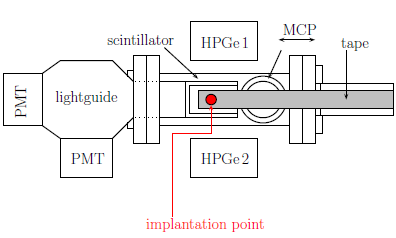 MCP
scintillator
HPGe 1
tape
PMT
lightguide
PMT
HPGe 2
implantation point